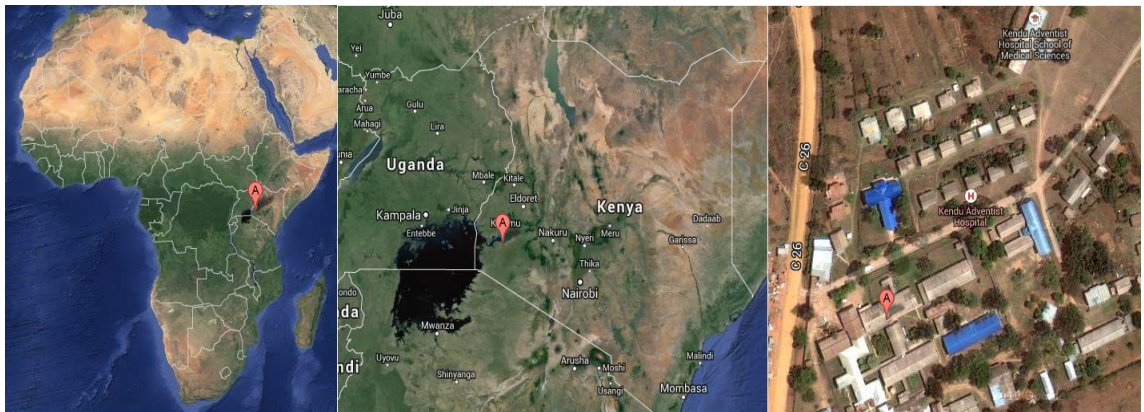 A
Juba
Yei
Yumbe
Arua
Mahagi
Gulu
Lira
Uganda
Mbale
Kitale
Eldoret
Kampala
Jinja
Entebbe
A
Kenya
Nakuru
Nyeri
Meru
Dadaab
Garissa
Thika
Nairobi
Mwanza
Uyovu
Shinyanga
Arusha
Moshi
Usangi
Malindi
Mombasa
Kendu Adventist
Hospital School of
Medical Sciences
C 26
H
Kendu Adventist
Hospital
C 26
A